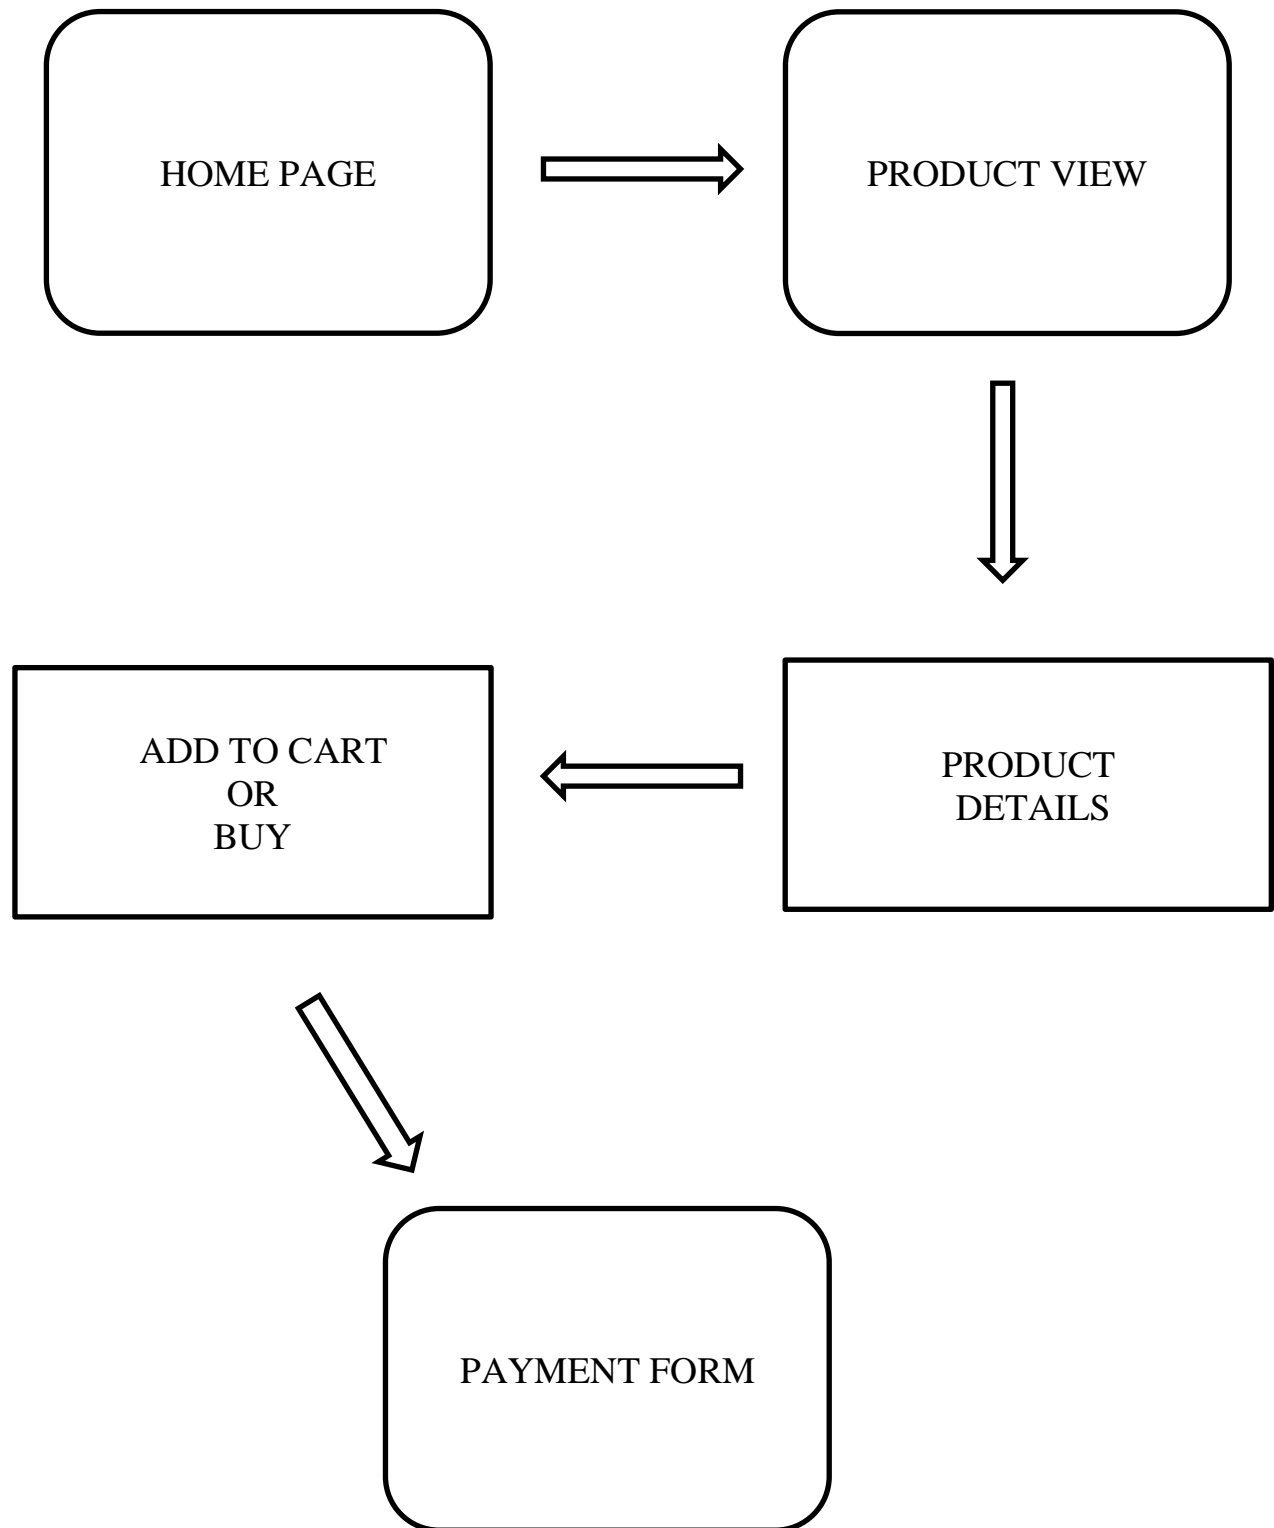 HOME PAGE
PRODUCT VIEW
PRODUCT
DETAILS
ADD TO CART
OR
BUY
PAYMENT FORM